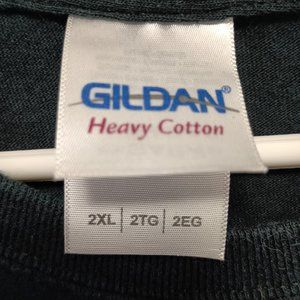 GILDAN®
Heavy Cotton
2XL | 2TG | 2EG